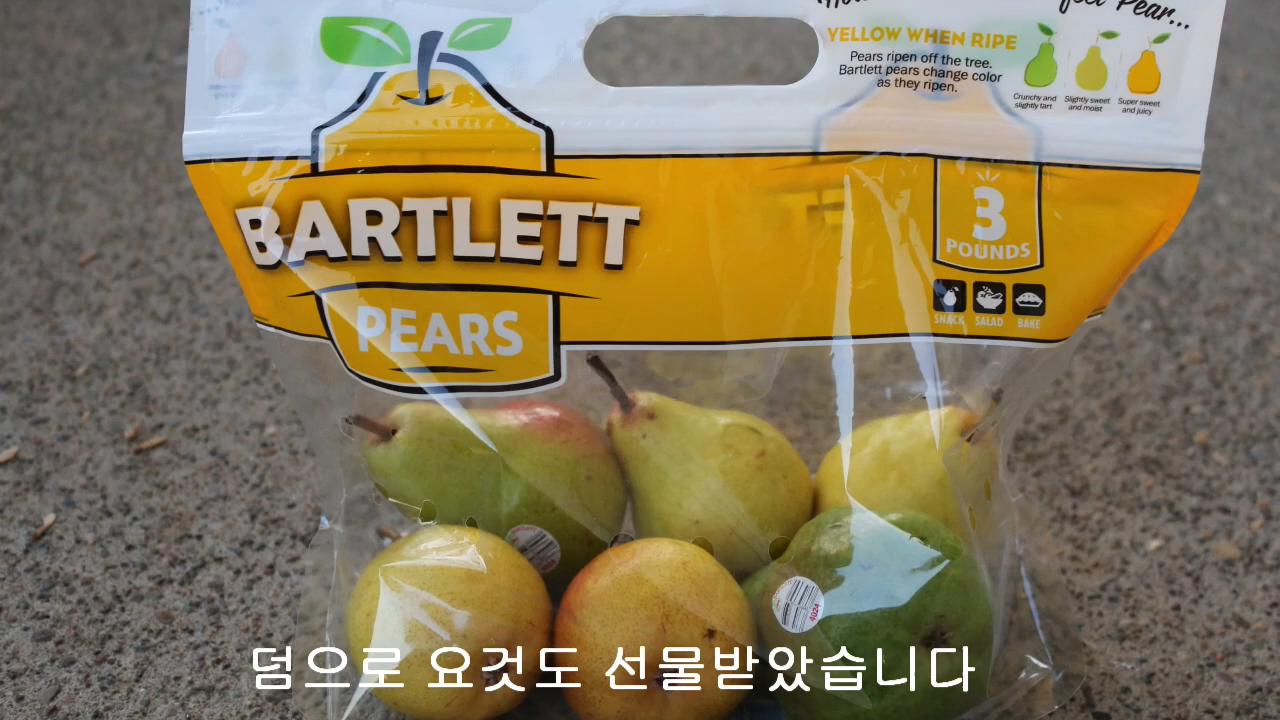 Pear...
YELLOW WHEN RIPE
Pears ripen off the tree.
Bartlett pears change color
as they ripen.
Crunchy and
slightly tart
Slightly sweet
and moist
Super sweet
and juicy
BARTLETT
PEARS
3
POUNDS
SNACK SALAD BAKE
4024
덤으로 요것도 선물받았습니다